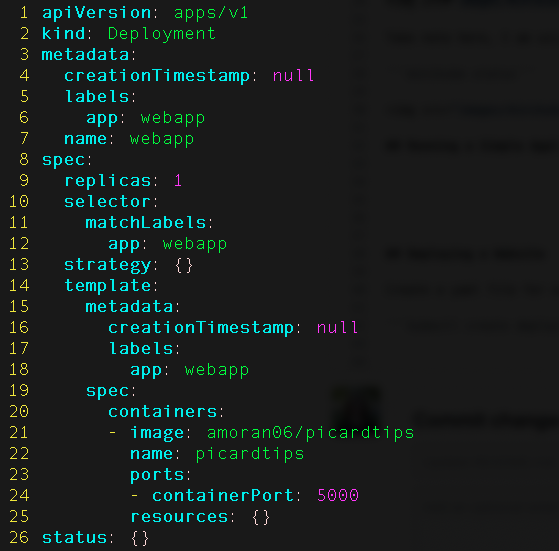 1 apiVersion: apps/v1
2 kind: Deployment
3 metadata:
4   creationTimestamp: null
5   labels:
6     app: webapp
7   name: webapp
8 spec:
9   replicas: 1
10   selector:
11     matchLabels:
12       app: webapp
13   strategy: {}
14   template:
15     metadata:
16       creationTimestamp: null
17       labels:
18         app: webapp
19     spec:
20       containers:
21       - image: amoran06/picardtips
22         name: picardtips
23         ports:
24         - containerPort: 5000
25         resources: {}
26 status: {}